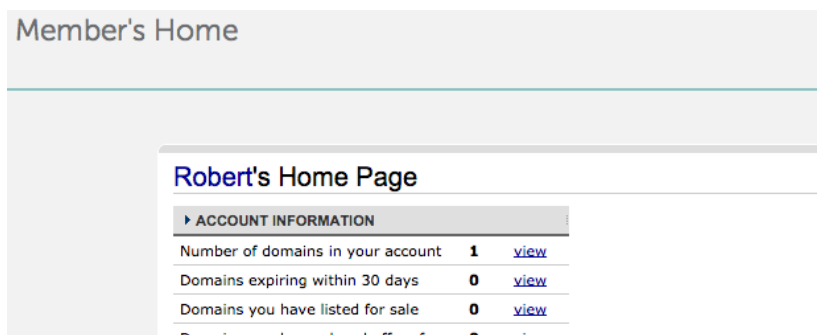 Member's Home
Robert's Home Page
ACCOUNT INFORMATION
Number of domains in your account 1 view
Domains expiring within 30 days 0 view
Domains you have listed for sale 0 view